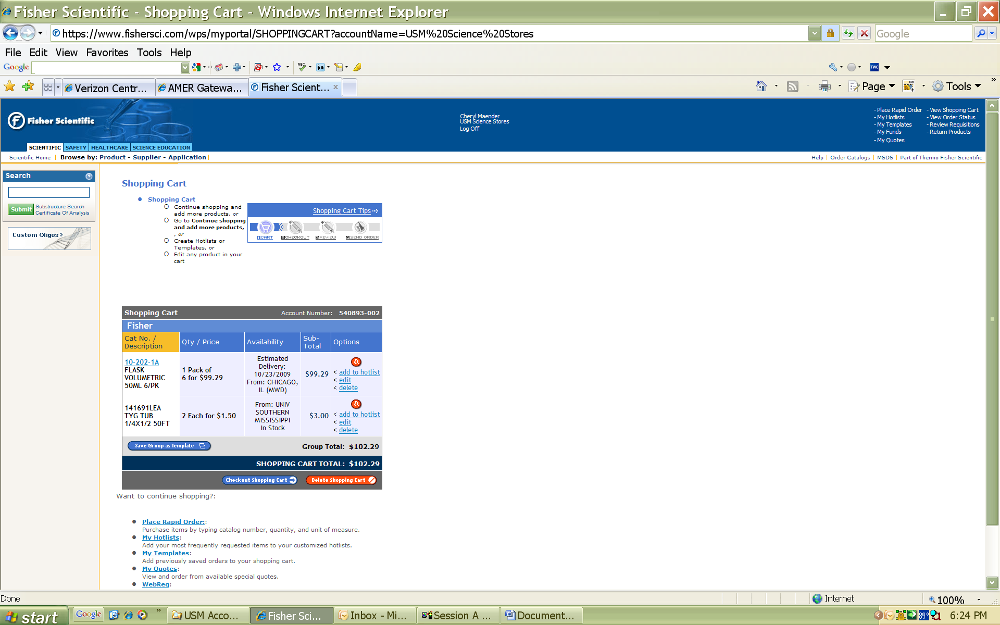 Fisher Scientific - Shopping Cart - Windows Internet Explorer
https://www.fishersci.com/wps/myportal/SHOPPINGCART?accountName=USM%20Science%20Stores
Google
File Edit View Favorites Tools Help
Google
TWC
Verizon Centr... AMER Gatewa... Fisher Scient... x
Page Tools
Fisher Scientific
Cheryl Maender
USM Science Stores
Log Off
- Place Rapid Order - View Shopping Cart
- My Hotlists - View Order Status
- My Templates - Review Requisitions
- My Funds - Return Products
- My Quotes
SCIENTIFIC SAFETY HEALTHCARE SCIENCE EDUCATION
Scientific Home | Browse by: Product - Supplier - Application |
Help | Order Catalogs | MSDS | Part of Thermo Fisher Scientific
Search
Submit Substructure Search
Certificate Of Analysis
Custom Oligos
Shopping Cart
Shopping Cart
Continue shopping and
add more products, or
Go to Continue shopping
and add more products,
, or
Create Hotlists or
Templates, or
Edit any product in your
cart
Shopping Cart Tips
1 CART 2 CHECKOUT 3 REVIEW 4 SEND ORDER
Shopping Cart Account Number: 540893-002
Fisher
Cat No. /
Description
Qty / Price
Availability
Sub-
Total
Options
10-202-1A
FLASK
VOLUMETRIC
50ML 6/PK
1 Pack of
6 for $99.29
Estimated
Delivery:
10/23/2009
From: CHICAGO,
IL (MWD)
$99.29
< add to hotlist
< edit
< delete
141691LEA
TYG TUB
1/4X1/2 50FT
2 Each for $1.50
From: UNIV
SOUTHERN
MISSISSIPPI
In Stock
$3.00
< add to hotlist
< edit
< delete
Save Group as Template
Group Total: $102.29
SHOPPING CART TOTAL: $102.29
Checkout Shopping Cart Delete Shopping Cart
Want to continue shopping?:
Place Rapid Order::
Purchase items by typing catalog number, quantity, and unit of measure.
My Hotlists:
Add your most frequently requested items to your customized hotlists.
My Templates:
Add previously saved orders to your shopping cart.
My Quotes:
View and order from available special quotes.
WebReq:
Done
Internet
100%
start
Google
USM Acco... Fisher Sci... Inbox - Mi... Session A ... Document...
89°
6:24 PM